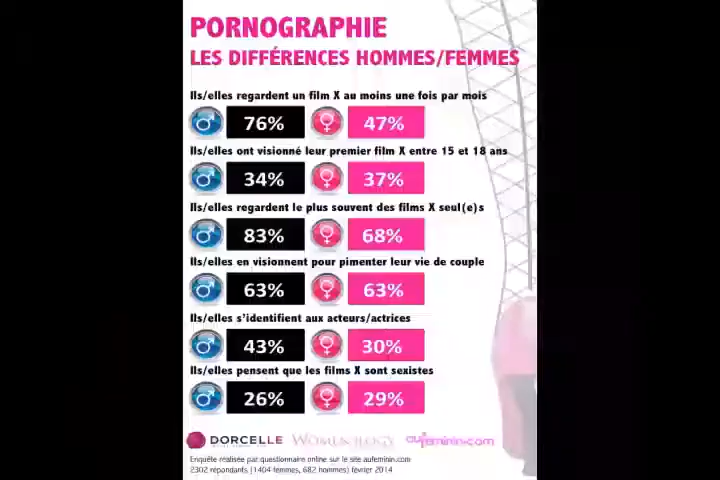 PORNOGRAPHIE
LES DIFFÉRENCES HOMMES/FEMMES
Ils/elles regardent un film X au moins une fois par mois
76% 47%
Ils/elles ont visionné leur premier film X entre 15 et 18 ans
34% 37%
Ils/elles regardent le plus souvent des films X seul(e)s
83% 68%
Ils/elles en visionnent pour pimenter leur vie de couple
63% 63%
Ils/elles s'identifient aux acteurs/actrices
43% 30%
Ils/elles pensent que les films X sont sexistes
26% 29%
DORCELLE WOMENOLOGY aufeminin.com
Enquête réalisée par questionnaire online sur le site aufeminin.com
2302 répondants (1404 femmes, 682 hommes) février 2014